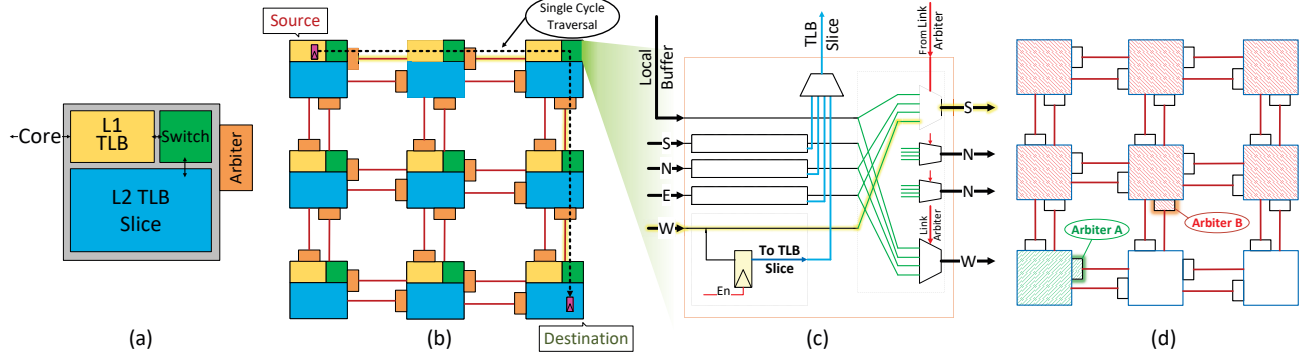 Core
L1
TLB
Switch
L2 TLB
Slice
Arbiter
(a)
Source
Single Cycle
Traversal
Destination
(b)
Local
Buffer
TLB
Slice
From Link
Arbiter
S
N
E
W
To TLB
Slice
En
S
N
N
Link
Arbiter
W
(c)
Arbiter A
Arbiter B
(d)